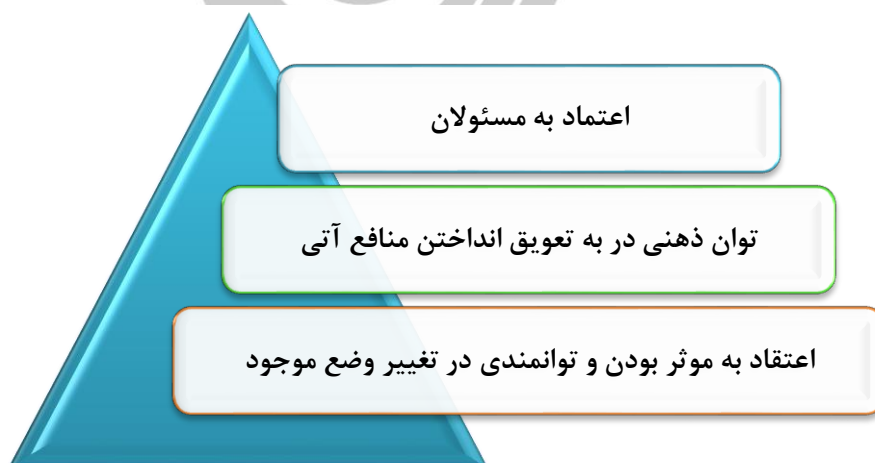 اعتماد به مسئولان
توان ذهنی در به تعویق انداختن منافع آتی
اعتقاد به موثر بودن و توانمندی در تغییر وضع موجود